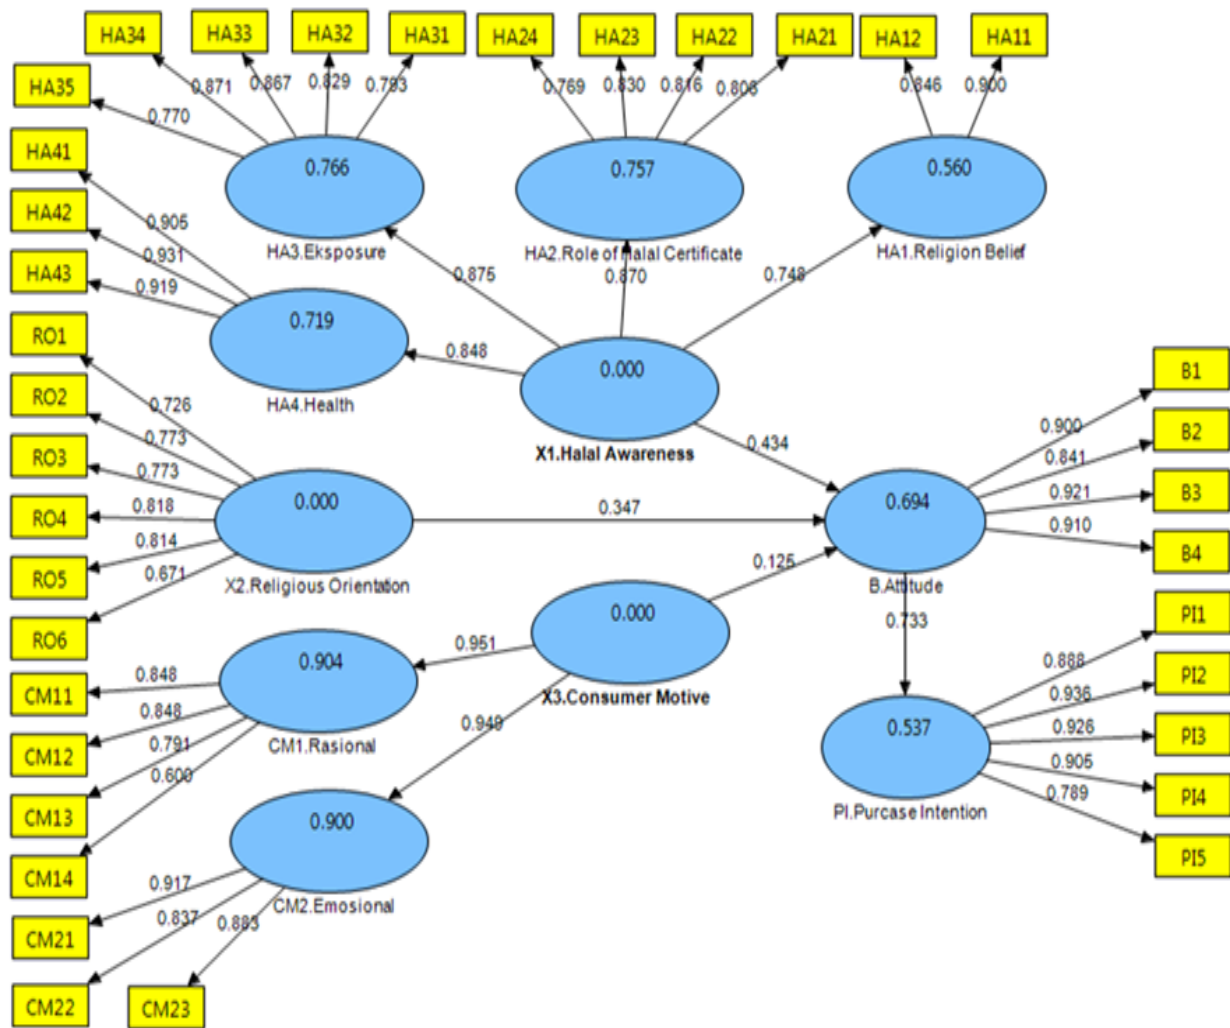 HA34
HA33
HA32
HA31
HA24
HA23
HA22
HA21
HA12
HA11
HA35
0.871
0.867
0.829
0.793
0.769
0.830
0.816
0.806
0.846
0.900
0.770
HA41
0.766
0.757
0.560
HA42
0.905
HA3.Eksposure
HA2.Role of Halal Certificate
HA1.Religion Belief
0.931
HA43
0.919
0.875
0.870
0.748
RO1
0.719
0.848
0.000
HA4.Health
B1
RO2
0.726
X1.Halal Awareness
0.434
0.900
B2
0.773
0.841
RO3
0.773
B3
0.921
RO4
0.818
0.000
0.347
0.694
0.910
B4
RO5
0.814
0.671
X2.Religious Orientation
0.125
B.Attitude
RO6
0.000
0.733
PI1
0.951
0.904
0.888
CM11
0.848
X3.Consumer Motive
PI2
0.936
0.848
0.949
0.537
0.926
PI3
CM12
0.791
CM1.Rasional
0.905
0.600
0.789
PI4
CM13
PI.Purcase Intention
0.900
PI5
CM14
0.917
CM2.Emosional
0.837
0.883
CM21
CM22
CM23